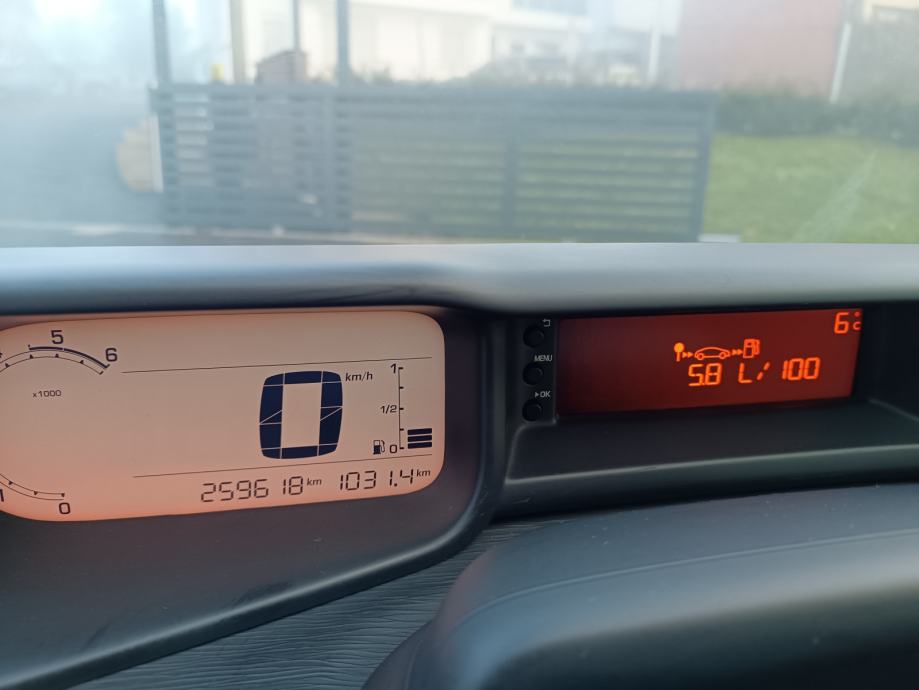 5
6
x1000
km/h
1
1/2
0
0
0
259618 km 1031.4 km
MENU
▶OK
6:
5.8 L/100